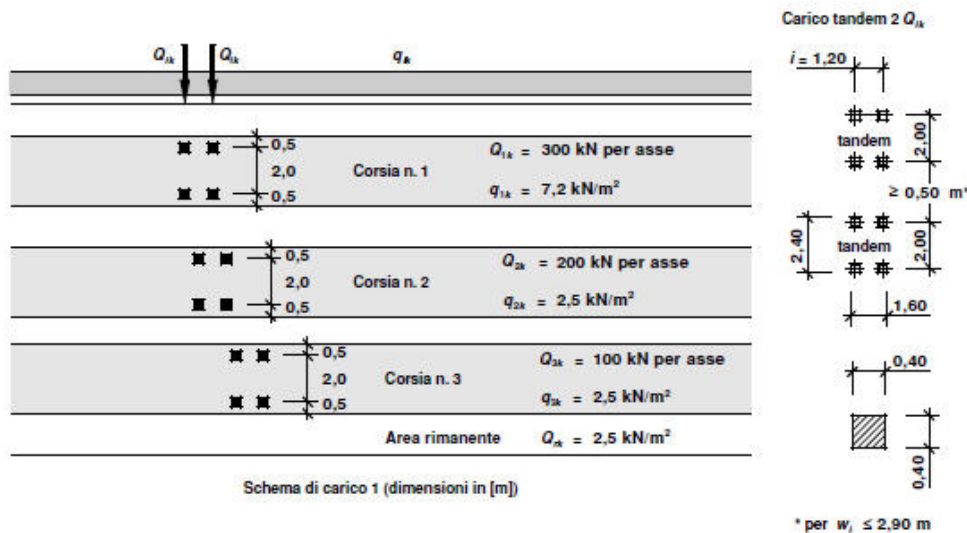 Carico tandem 2 Qlk
Qlk Qlk qlk
i = 1,20
0,5
2,0
0,5
Corsia n. 1
Q1k = 300 kN per asse
q1k = 7,2 kN/m²
tandem
2,00
≥ 0,50 m*
0,5
2,0
0,5
Corsia n. 2
Q2k = 200 kN per asse
q2k = 2,5 kN/m²
2,40
tandem
2,00
1,60
0,5
2,0
0,5
Corsia n. 3
Q3k = 100 kN per asse
q3k = 2,5 kN/m²
0,40
Area rimanente Qrk = 2,5 kN/m²
0,40
Schema di carico 1 (dimensioni in [m])
* per wl ≤ 2,90 m